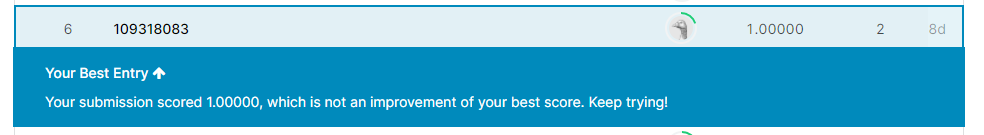 6 109318083 1.00000 2 8d
Your Best Entry
Your submission scored 1.00000, which is not an improvement of your best score. Keep trying!